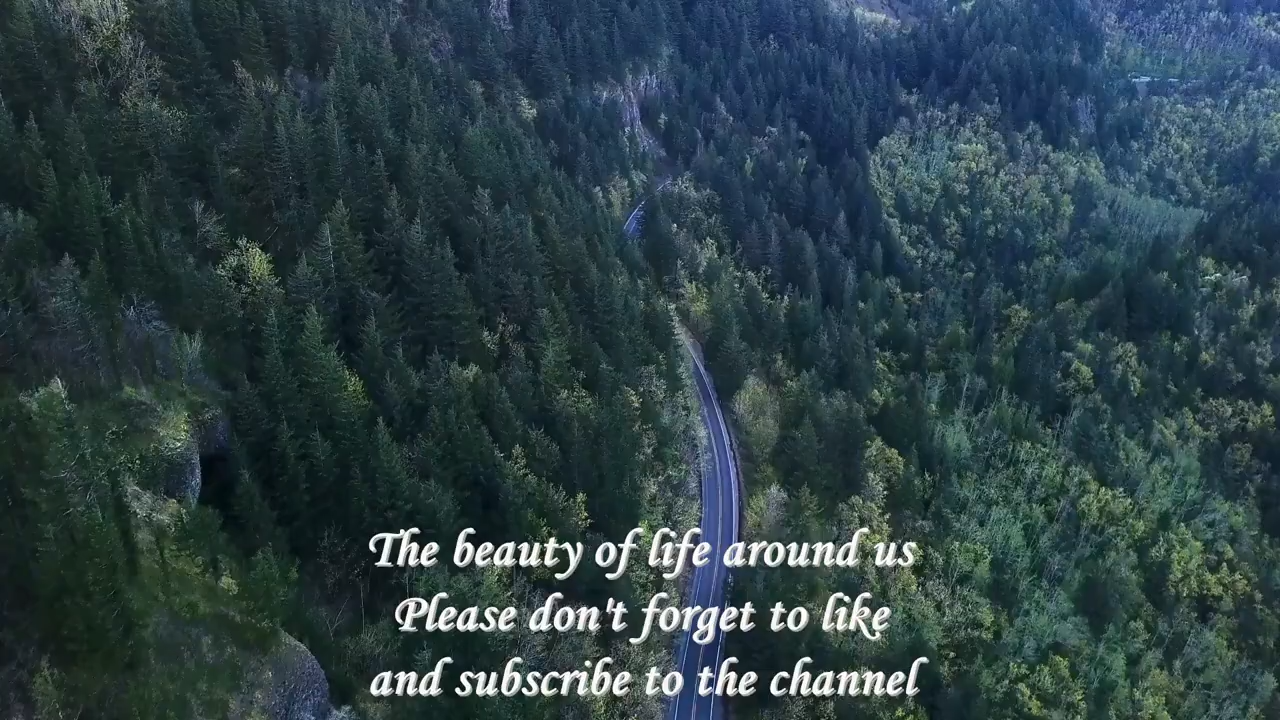 The beauty of life around us
Please don't forget to like
and subscribe to the channel